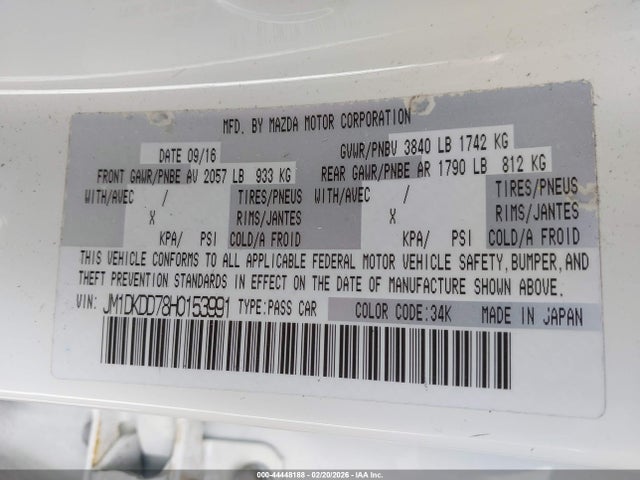 MFD. BY MAZDA MOTOR CORPORATION
DATE 09/16 GVWR/PNBV 3840 LB 1742 KG
FRONT GAWR/PNBE AV 2057 LB 933 KG REAR GAWR/PNBE AR 1790 LB 812 KG
WITH/AVEC / TIRES/PNEUS WITH/AVEC / TIRES/PNEUS
X RIMS/JANTES X RIMS/JANTES
KPA/ PSI COLD/A FROID KPA/ PSI COLD/A FROID
THIS VEHICLE CONFORMS TO ALL APPLICABLE FEDERAL MOTOR VEHICLE SAFETY, BUMPER, AND
THEFT PREVENTION STANDARDS IN EFFECT ON THE DATE OF MANUFACTURE SHOWN ABOVE.
VIN: JM1DKDD78H0153991 TYPE:PASS CAR COLOR CODE:34K MADE IN JAPAN
000-44448188 - 02/20/2026 - IAAI.com